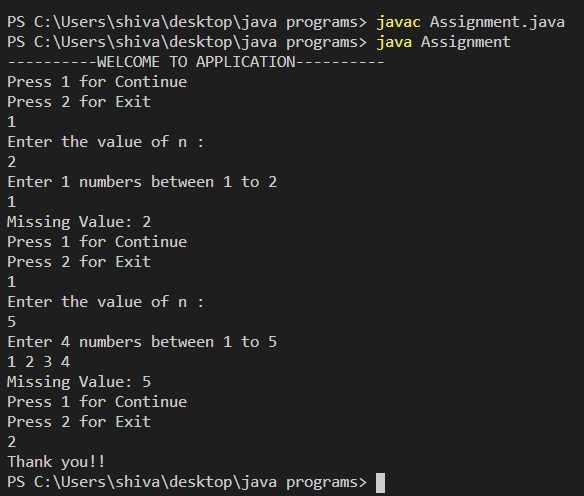 PS C:\Users\shiva\desktop\java programs> javac Assignment.java
PS C:\Users\shiva\desktop\java programs> java Assignment
----------WELCOME TO APPLICATION----------
Press 1 for Continue
Press 2 for Exit
1
Enter the value of n :
2
Enter 1 numbers between 1 to 2
1
Missing Value: 2
Press 1 for Continue
Press 2 for Exit
1
Enter the value of n :
5
Enter 4 numbers between 1 to 5
1 2 3 4
Missing Value: 5
Press 1 for Continue
Press 2 for Exit
2
Thank you!!
PS C:\Users\shiva\desktop\java programs>